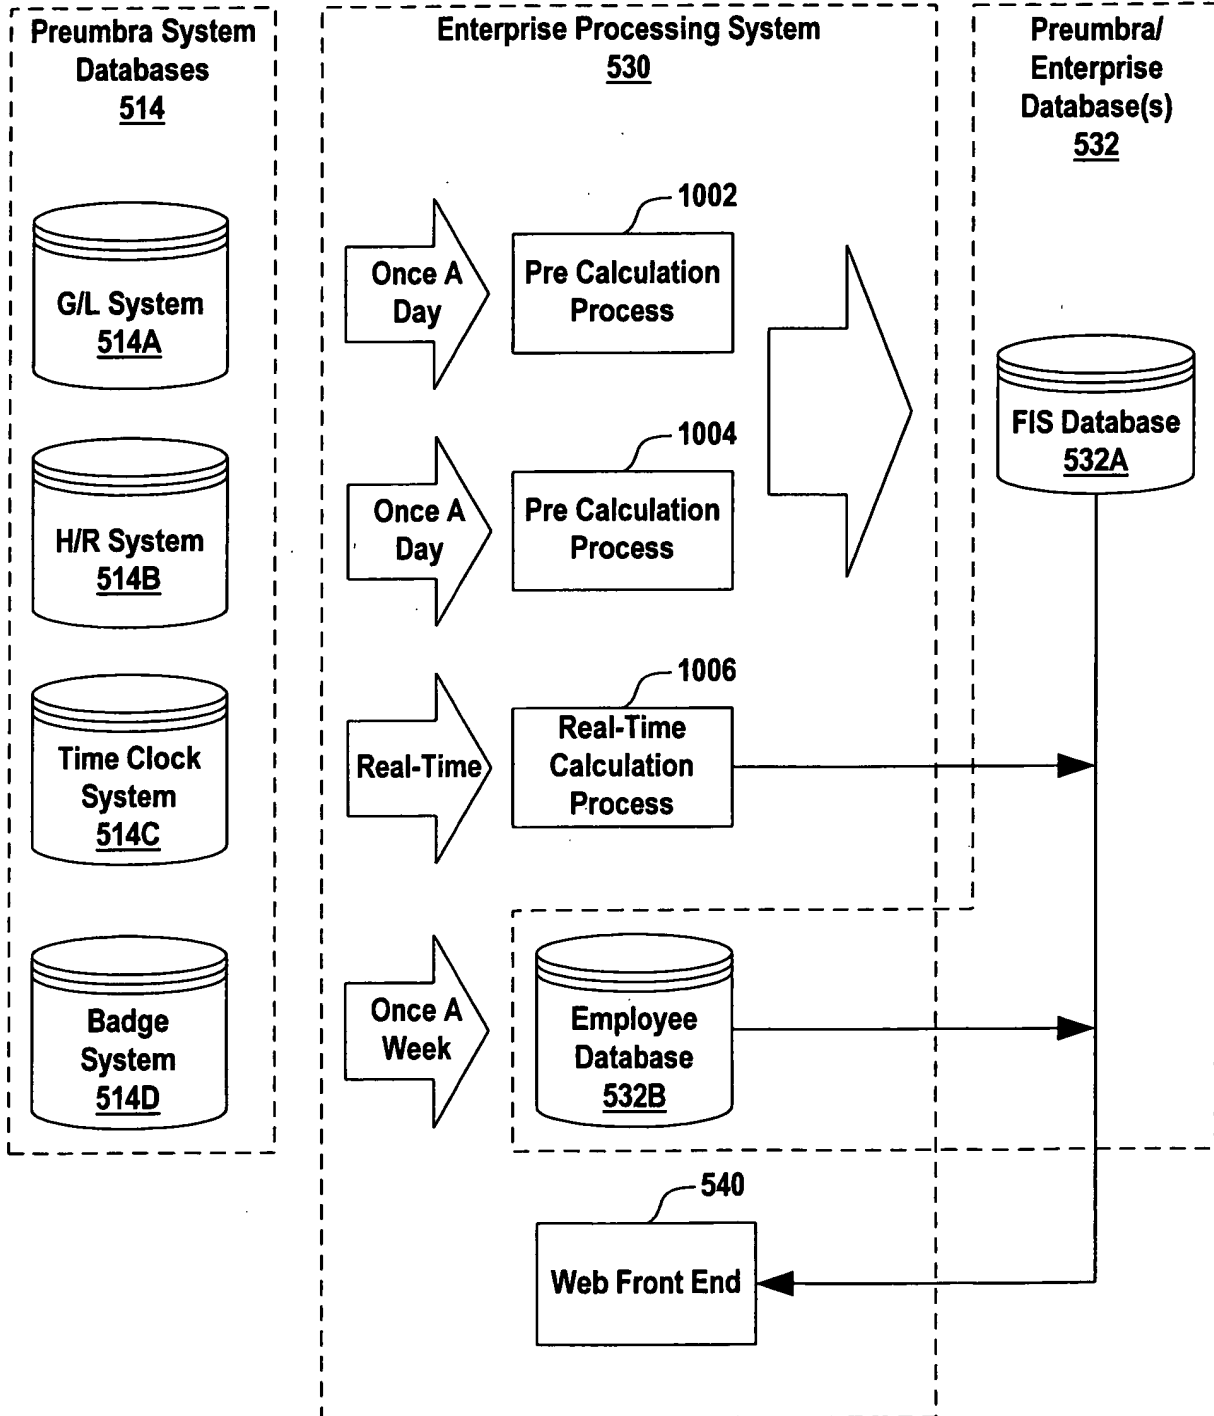 Preumbra System
Databases
514
Enterprise Processing System
530
Preumbra/
Enterprise
Database(s)
532
G/L System
514A
Once A
Day
1002
Pre Calculation
Process
FIS Database
532A
H/R System
514B
Once A
Day
1004
Pre Calculation
Process
Time Clock
System
514C
Real-Time
1006
Real-Time
Calculation
Process
Badge
System
514D
Once A
Week
Employee
Database
532B
540
Web Front End